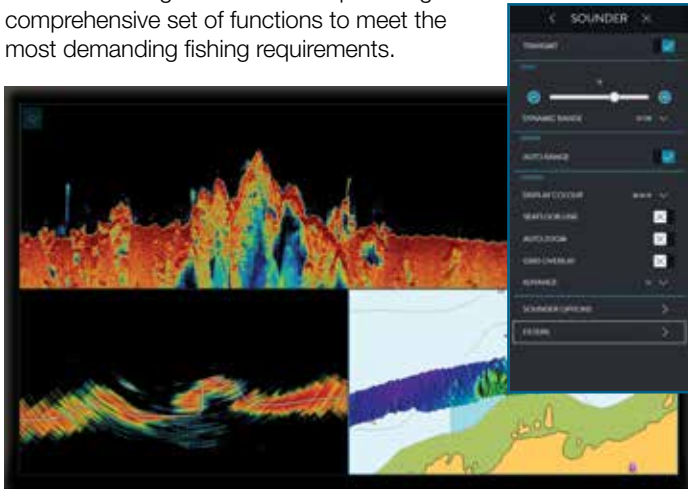 comprehensive set of functions to meet the
most demanding fishing requirements.
SOUNDER
TRANSMIT
DYNAMIC RANGE
AUTO RANGE
DISPLAY COLOUR
SEAFLOOR LINE
AUTO ZOOM
GRID OVERLAY
ADVANCE
SOUNDER OPTIONS
FILTERS